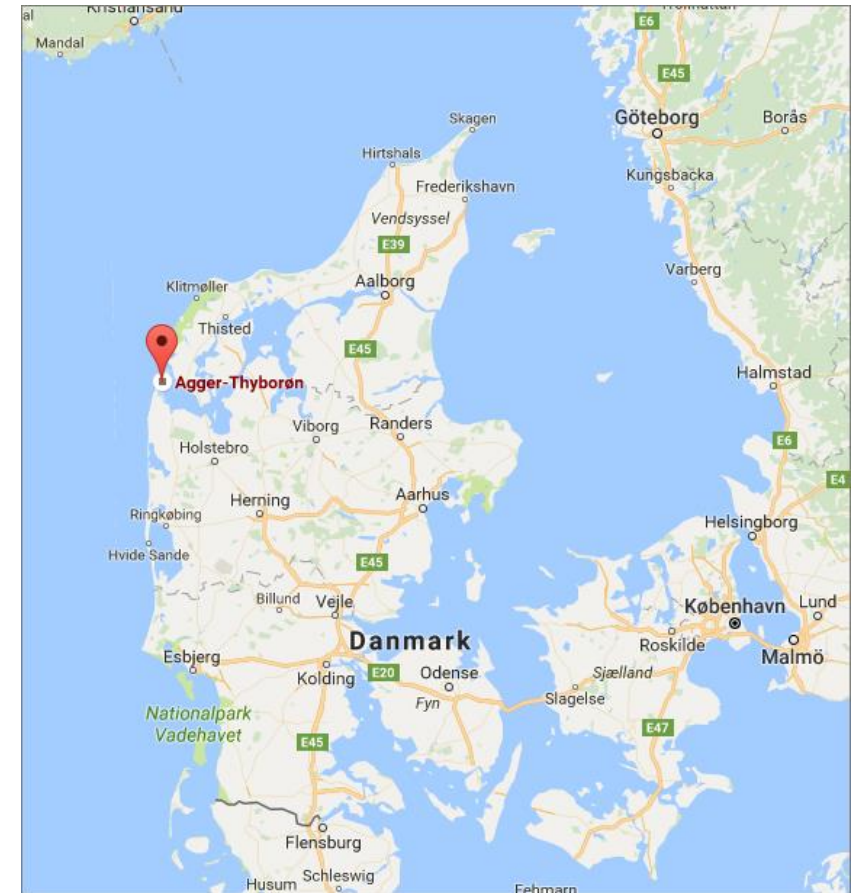 Kristiansand
Mandal
E6
E45
Skagen
Göteborg
Borås
Hirtshals
Kungsbacka
Frederikshavn
Vendsyssel
E39
Varberg
Klitmøller
Aalborg
Thisted
E45
Agger-Thyborøn
Halmstad
Viborg
Randers
Holstebro
E6
E4
Herning
Aarhus
Ringkøbing
Helsingborg
Hvide Sande
E45
Billund
Vejle
København
Lund
Danmark
Roskilde
Malmö
Esbjerg
Kolding
E20
Odense
Sjælland
Fyn
Slagelse
Nationalpark
Vadehavet
E47
E45
Flensburg
Schleswig
Husum
Fehmarn